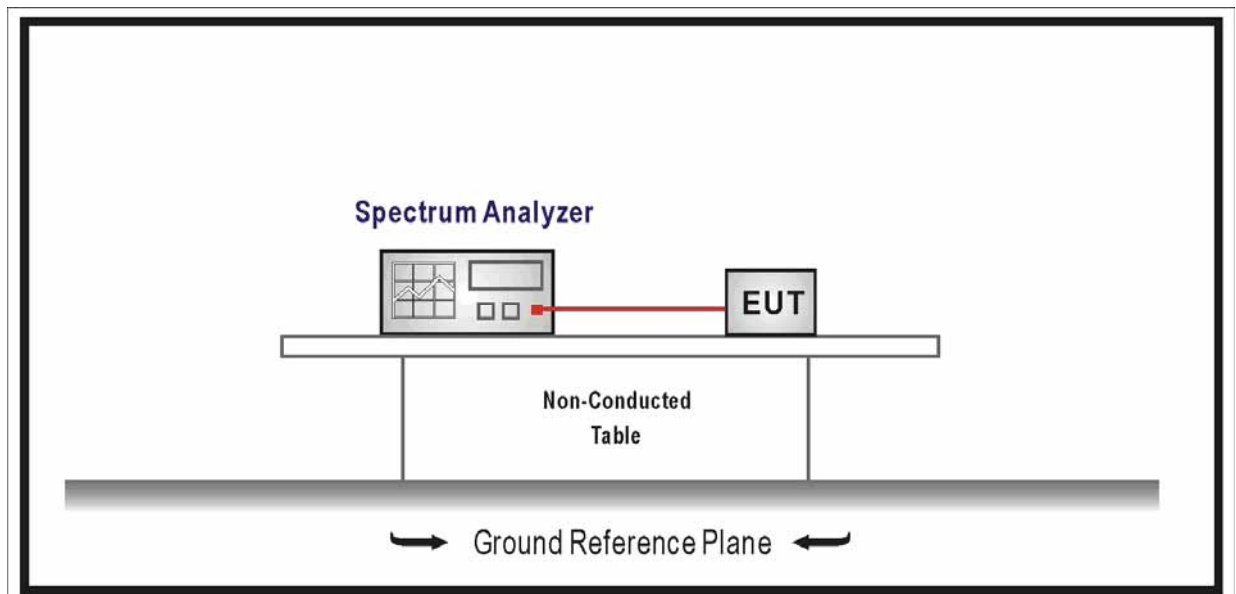 Spectrum Analyzer
EUT
Non-Conducted
Table
Ground Reference Plane